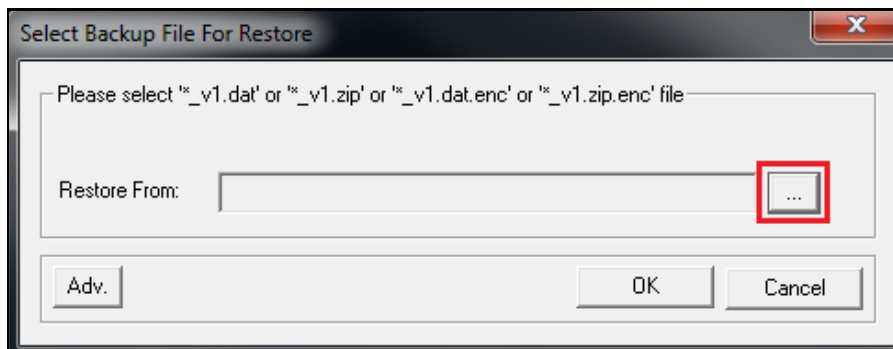 Select Backup File For Restore
X
Please select '*_v1.dat' or '*_v1.zip' or '*_v1.dat.enc' or '*_v1.zip.enc' file
Restore From:
...
Adv.
OK
Cancel